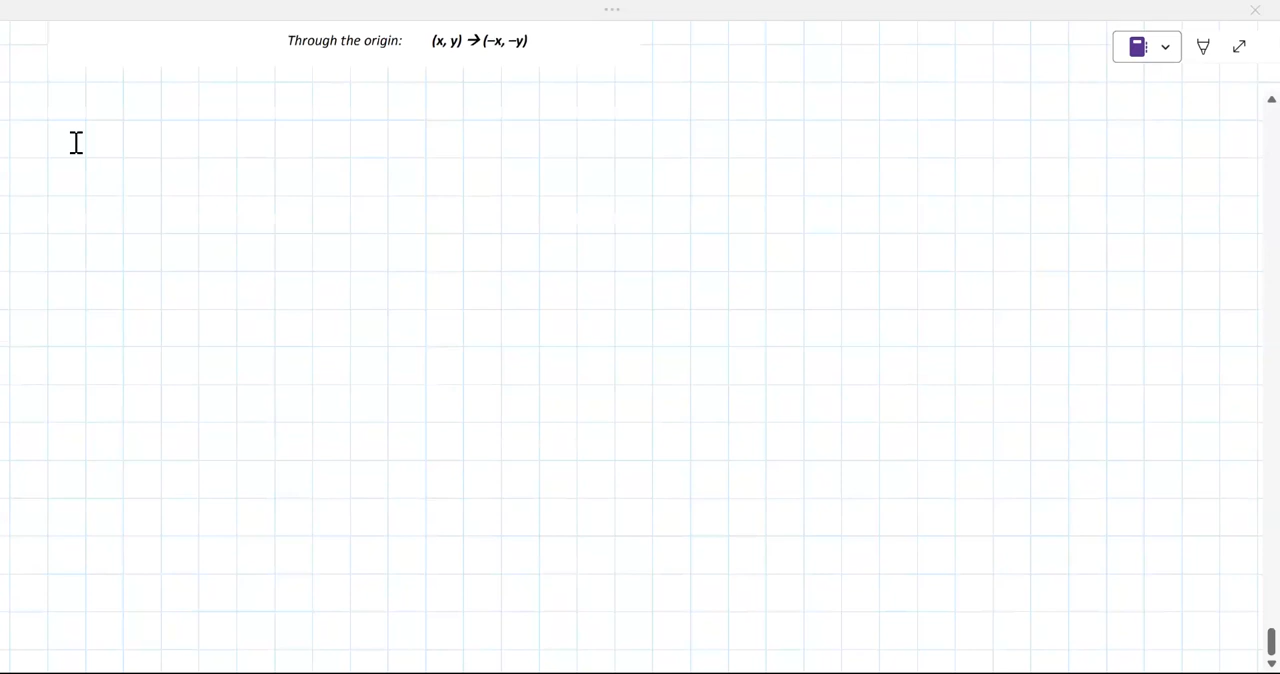 Through the origin: (x, y) → (–x, –y)